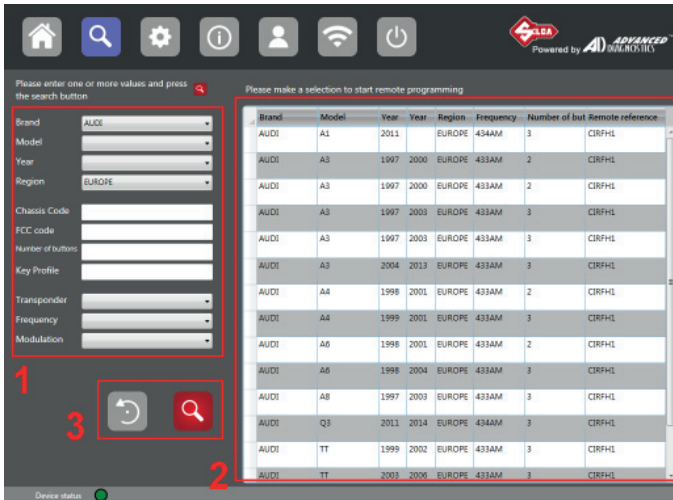 SILCA
Powered by AD ADVANCED
DIAGNOSTICS
Please enter one or more values and press
the search button
Please make a selection to start remote programming
Brand AUDI
Model
Year
Region EUROPE
Chassis Code
FCC code
Number of buttons
Key Profile
Transponder
Frequency
Modulation
1
3
Brand Model Year Year Region Frequency Number of but Remote reference
AUDI A1 2011 EUROPE 434AM 3 CIRFH1
AUDI A3 1997 2000 EUROPE 433AM 2 CIRFH1
AUDI A3 1997 2000 EUROPE 433AM 2 CIRFH1
AUDI A3 1997 2003 EUROPE 433AM 3 CIRFH1
AUDI A3 1997 2003 EUROPE 433AM 3 CIRFH1
AUDI A3 2004 2013 EUROPE 433AM 3 CIRFH1
AUDI A4 1998 2001 EUROPE 433AM 2 CIRFH1
AUDI A4 1999 2001 EUROPE 433AM 3 CIRFH1
AUDI A6 1998 2001 EUROPE 433AM 2 CIRFH1
AUDI A6 1998 2004 EUROPE 433AM 3 CIRFH1
AUDI A8 1997 2003 EUROPE 433AM 3 CIRFH1
AUDI Q3 2011 2014 EUROPE 434AM 3 CIRFH1
AUDI TT 1999 2002 EUROPE 433AM 3 CIRFH1
AUDI TT 2003 2006 EUROPE 433AM 3 CIRFH1
2
Device status